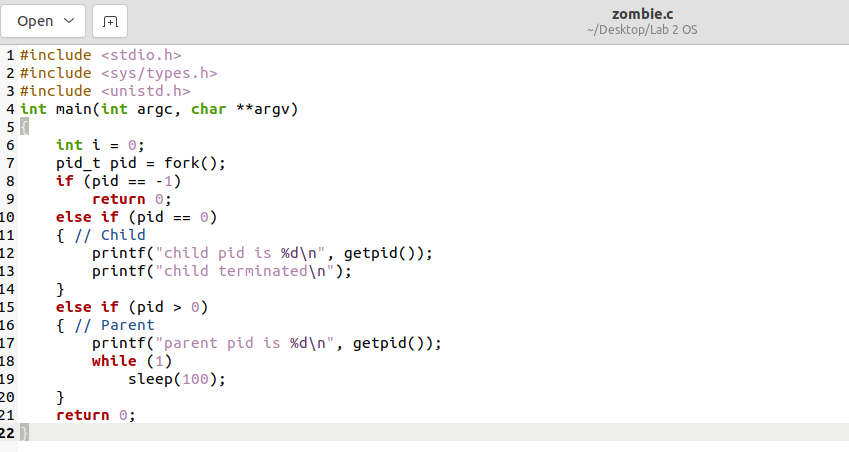 Open
zombie.c
~/Desktop/Lab 2 OS
1 #include <stdio.h>
2 #include <sys/types.h>
3 #include <unistd.h>
4 int main(int argc, char **argv)
5 {
6     int i = 0;
7     pid_t pid = fork();
8     if (pid == -1)
9         return 0;
10     else if (pid == 0)
11     { // Child
12         printf("child pid is %d\n", getpid());
13         printf("child terminated\n");
14     }
15     else if (pid > 0)
16     { // Parent
17         printf("parent pid is %d\n", getpid());
18         while (1)
19             sleep(100);
20     }
21     return 0;
22 }